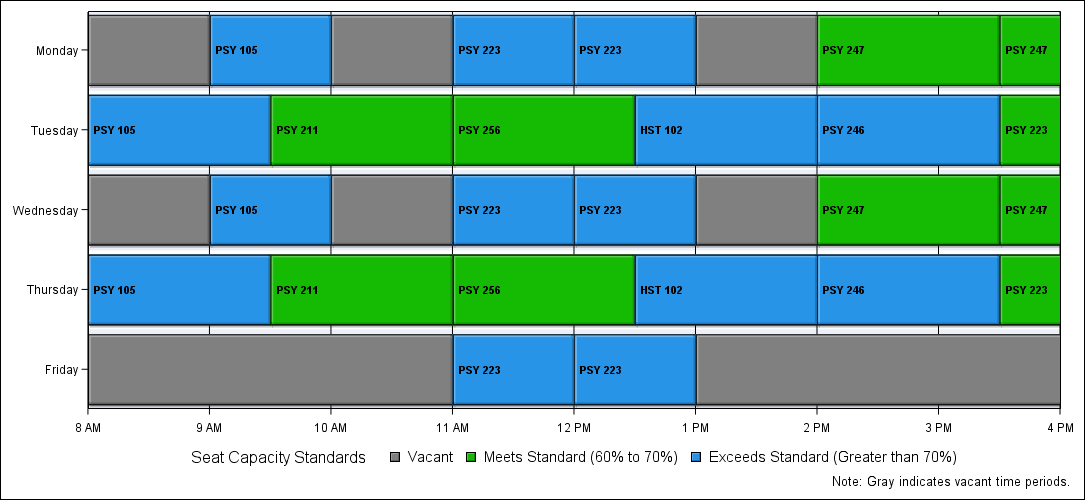 Monday
PSY 105
PSY 223
PSY 223
PSY 247
PSY 247
Tuesday
PSY 105
PSY 211
PSY 256
HST 102
PSY 246
PSY 223
Wednesday
PSY 105
PSY 223
PSY 223
PSY 247
PSY 247
Thursday
PSY 105
PSY 211
PSY 256
HST 102
PSY 246
PSY 223
Friday
PSY 223
PSY 223
8 AM 9 AM 10 AM 11 AM 12 PM 1 PM 2 PM 3 PM 4 PM
Seat Capacity Standards Vacant Meets Standard (60% to 70%) Exceeds Standard (Greater than 70%)
Note: Gray indicates vacant time periods.